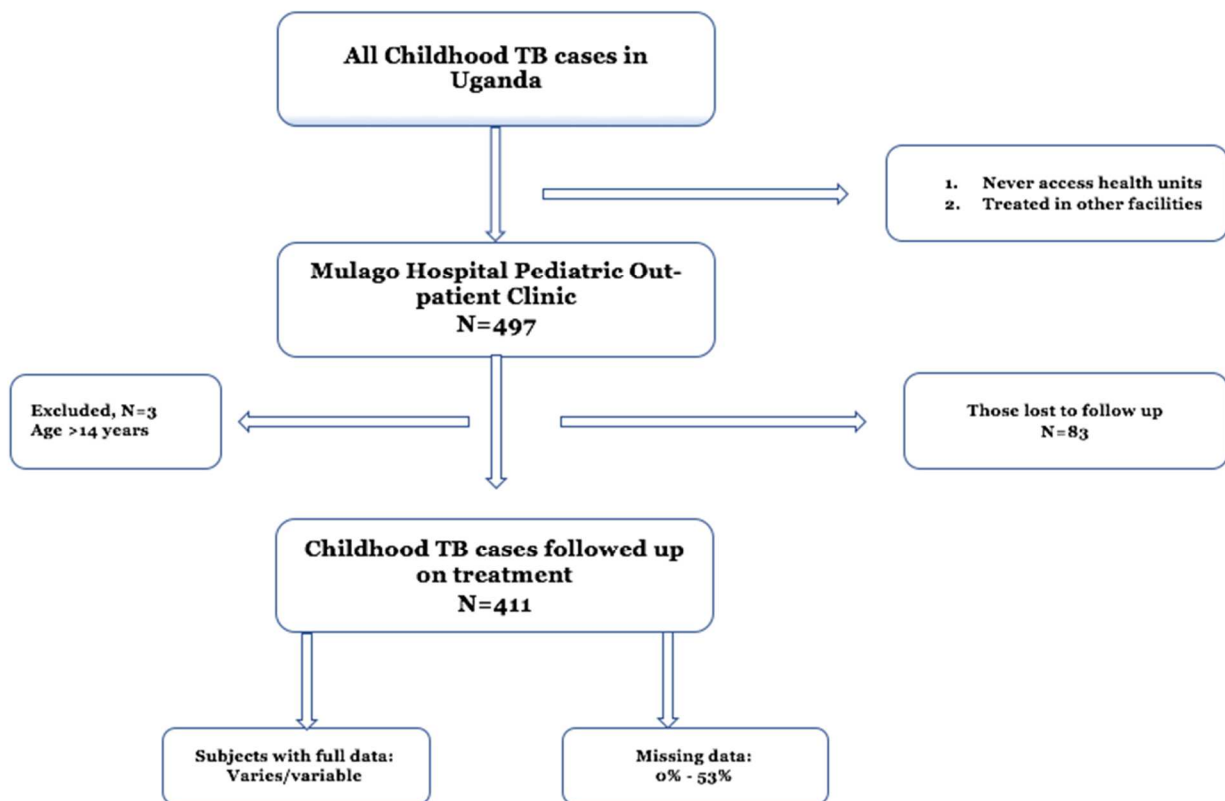 All Childhood TB cases in
Uganda
1. Never access health units
2. Treated in other facilities
Mulago Hospital Pediatric Out-
patient Clinic
N=497
Excluded, N=3
Age >14 years
Those lost to follow up
N=83
Childhood TB cases followed up
on treatment
N=411
Subjects with full data:
Varies/variable
Missing data:
0% - 53%